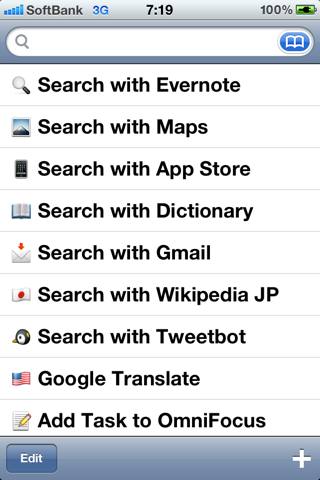 SoftBank 3G 7:19 100%
Search with Evernote
Search with Maps
Search with App Store
Search with Dictionary
Search with Gmail
Search with Wikipedia JP
Search with Tweetbot
Google Translate
Add Task to OmniFocus
Edit